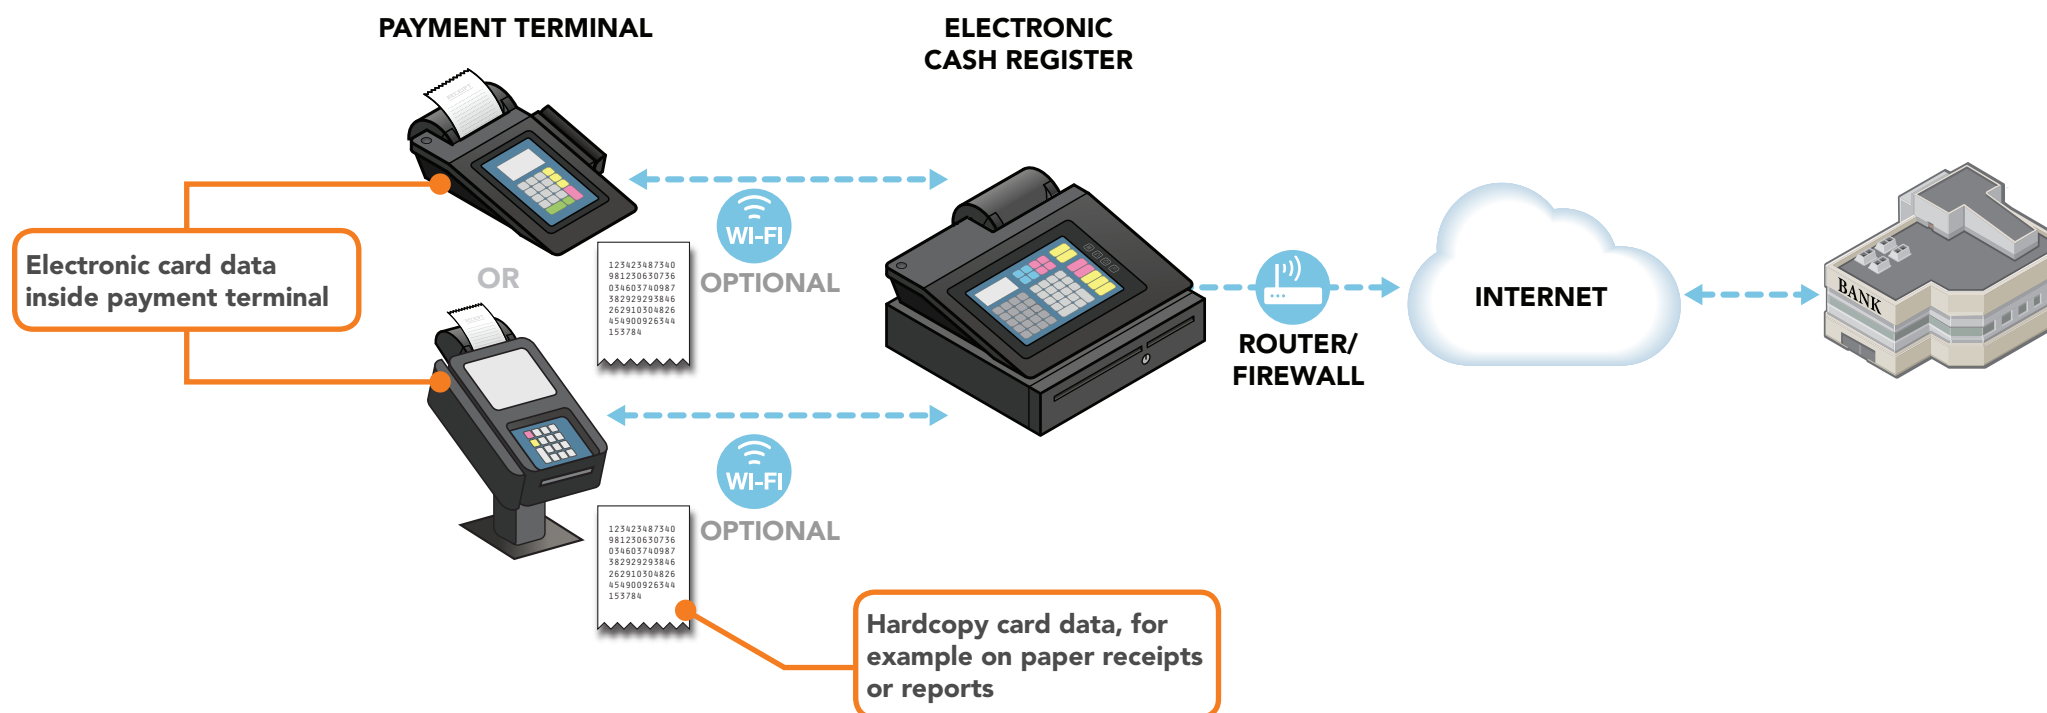 PAYMENT TERMINAL
ELECTRONIC
CASH REGISTER
RECEIPT
WI-FI
OPTIONAL
Electronic card data
inside payment terminal
OR
123423487340
981230630736
034603740987
382929293846
262910304826
454900926344
153784
ROUTER/
FIREWALL
INTERNET
BANK
WI-FI
OPTIONAL
123423487340
981230630736
034603740987
382929293846
262910304826
454900926344
153784
Hardcopy card data, for
example on paper receipts
or reports